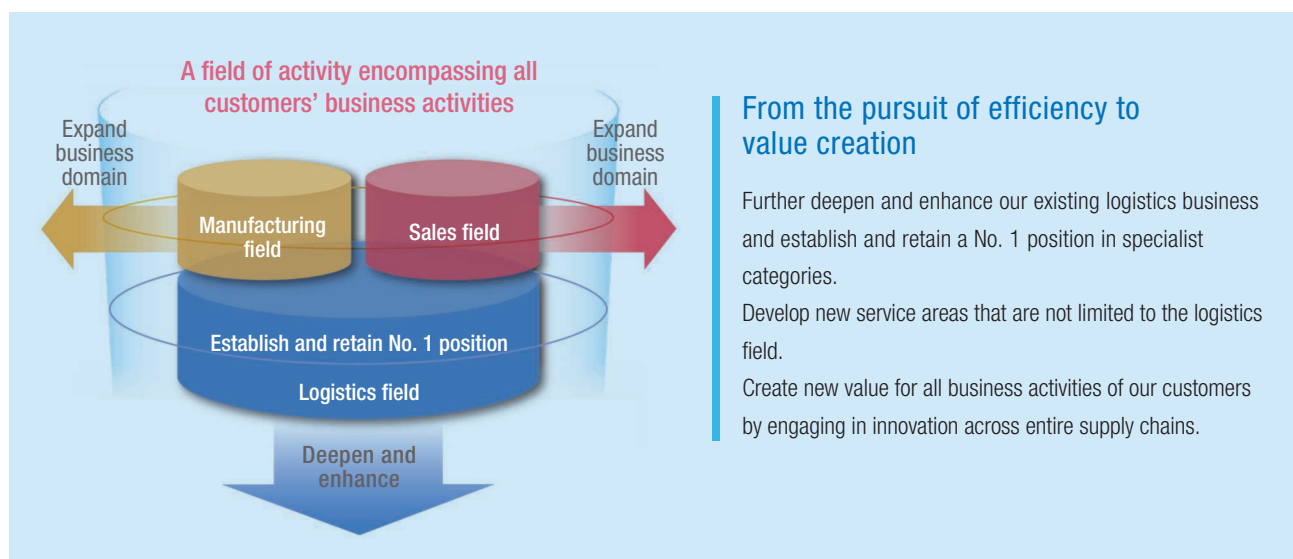 A field of activity encompassing all
customers’ business activities
Expand
business
domain
Expand
business
domain
Manufacturing
field
Sales field
Establish and retain No. 1 position
Logistics field
Deepen and
enhance
From the pursuit of efficiency to
value creation
Further deepen and enhance our existing logistics business
and establish and retain a No. 1 position in specialist
categories.
Develop new service areas that are not limited to the logistics
field.
Create new value for all business activities of our customers
by engaging in innovation across entire supply chains.